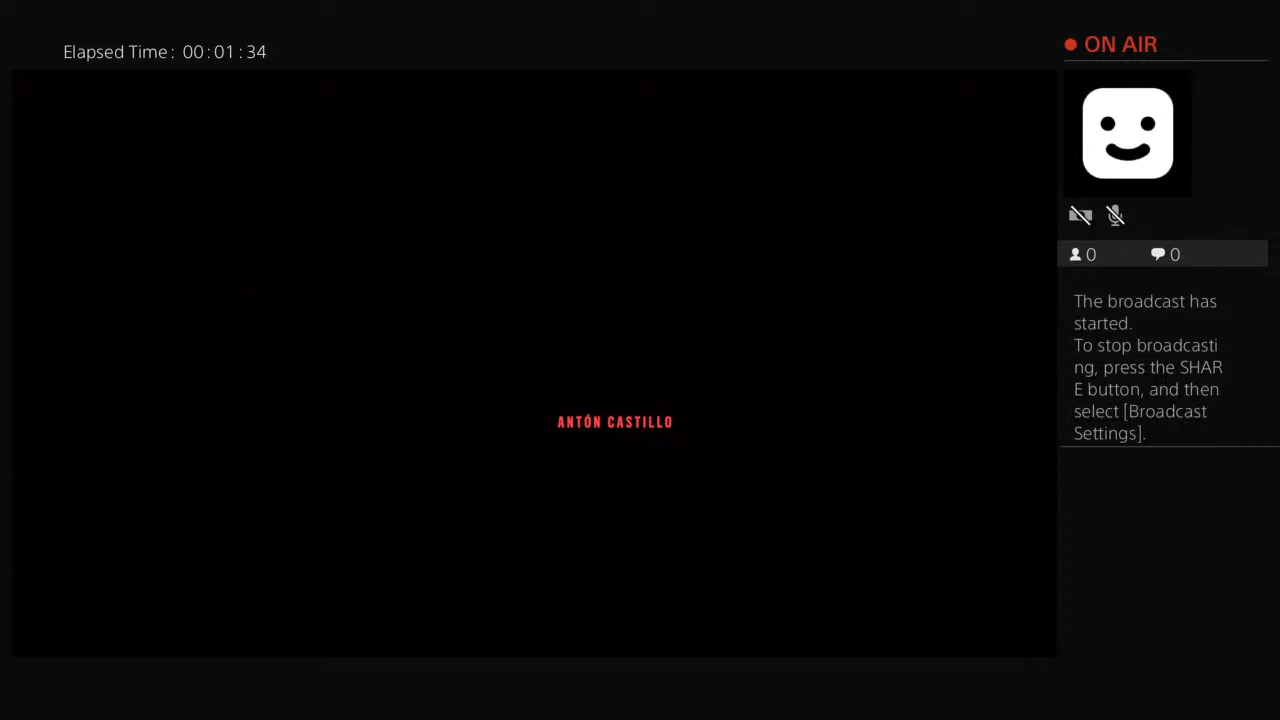 Elapsed Time: 00:01:34
ON AIR
0 0
The broadcast has
started.
To stop broadcasti
ng, press the SHAR
E button, and then
select [Broadcast
Settings].
ANTÓN CASTILLO